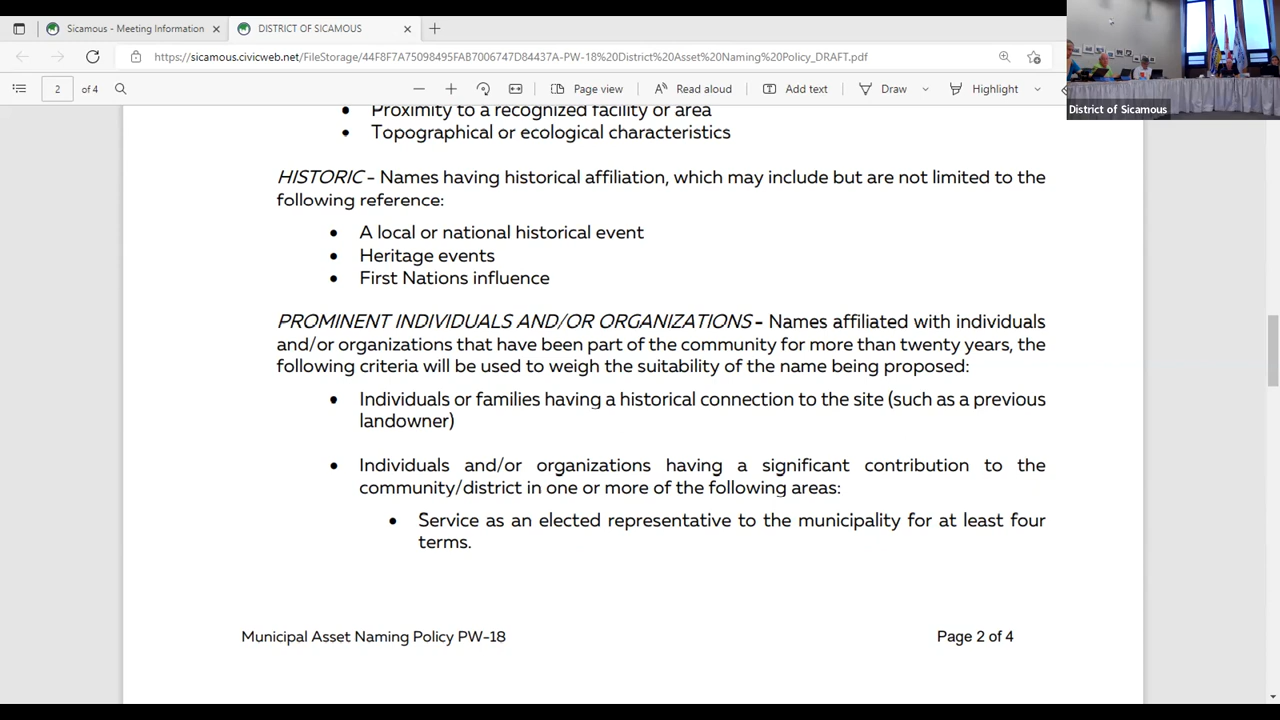 Sicamous - Meeting Information
DISTRICT OF SICAMOUS
https://sicamous.civicweb.net/FileStorage/44F8F7A75098495FAB7006747D84437A-PW-18%20District%20Asset%20Naming%20Policy_DRAFT.pdf
2 of 4
Page view
Read aloud
Add text
Draw
Highlight
District of Sicamous
• Proximity to a recognized facility or area
• Topographical or ecological characteristics
HISTORIC - Names having historical affiliation, which may include but are not limited to the
following reference:
• A local or national historical event
• Heritage events
• First Nations influence
PROMINENT INDIVIDUALS AND/OR ORGANIZATIONS - Names affiliated with individuals
and/or organizations that have been part of the community for more than twenty years, the
following criteria will be used to weigh the suitability of the name being proposed:
• Individuals or families having a historical connection to the site (such as a previous
landowner)
• Individuals and/or organizations having a significant contribution to the
community/district in one or more of the following areas:
• Service as an elected representative to the municipality for at least four
terms.
Municipal Asset Naming Policy PW-18
Page 2 of 4